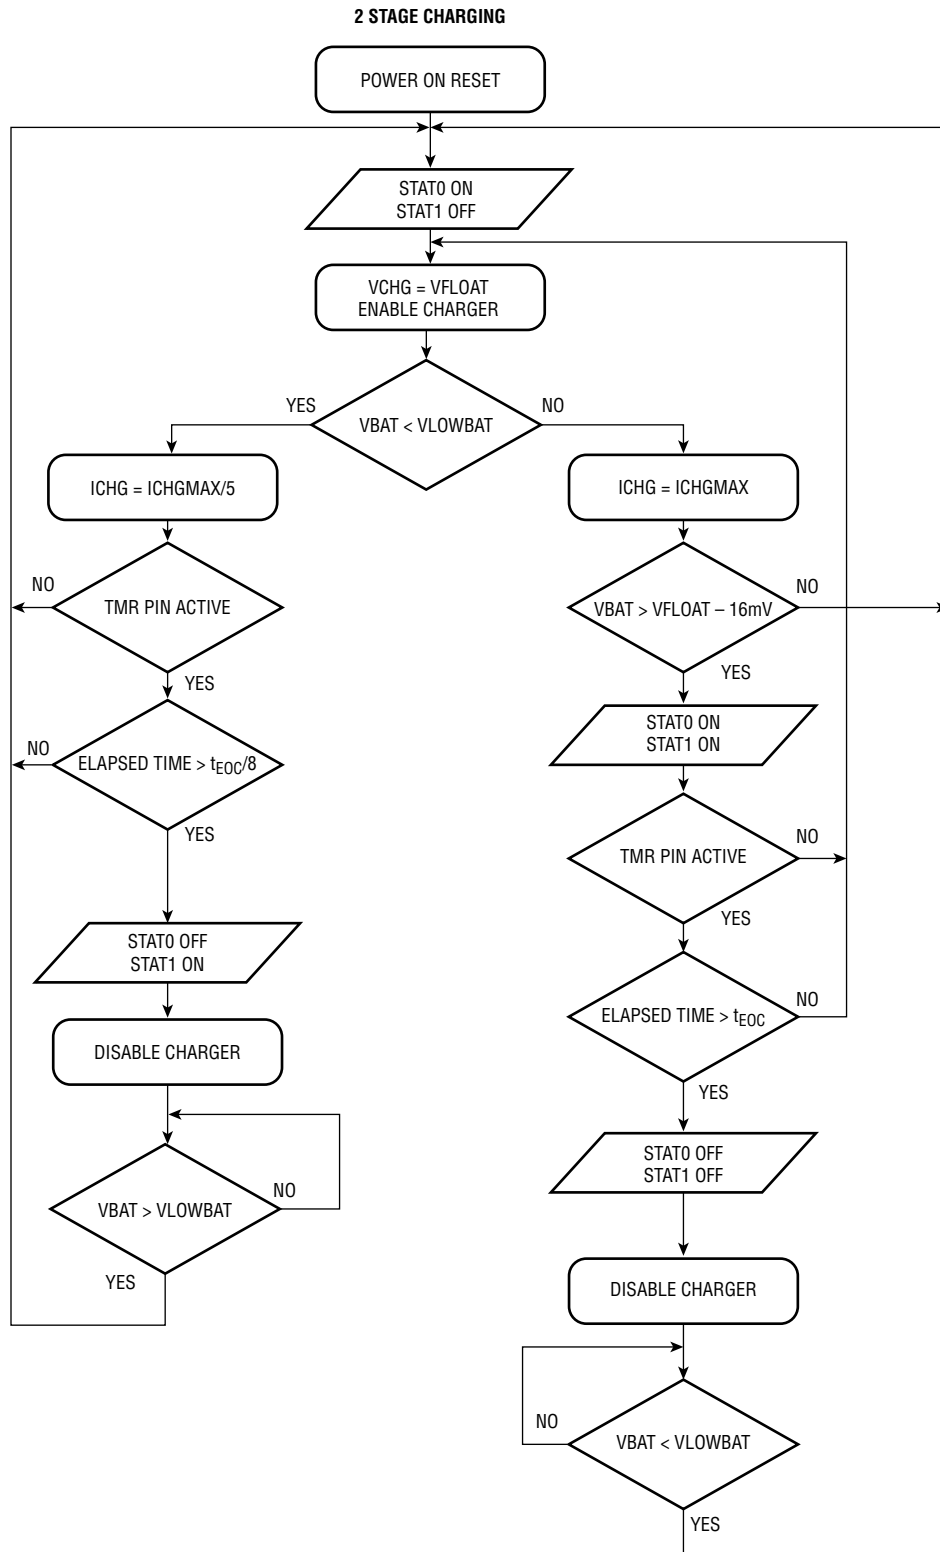 2 STAGE CHARGING
POWER ON RESET
STAT0 ON
STAT1 OFF
VCHG = VFLOAT
ENABLE CHARGER
YES
VBAT < VLOWBAT
NO
ICHG = ICHGMAX/5
ICHG = ICHGMAX
NO
TMR PIN ACTIVE
YES
VBAT > VFLOAT – 16mV
NO
YES
NO
ELAPSED TIME > tEOC/8
YES
STAT0 ON
STAT1 ON
TMR PIN ACTIVE
NO
YES
STAT0 OFF
STAT1 ON
ELAPSED TIME > tEOC
NO
YES
DISABLE CHARGER
VBAT > VLOWBAT
NO
YES
STAT0 OFF
STAT1 OFF
DISABLE CHARGER
NO
VBAT < VLOWBAT
YES